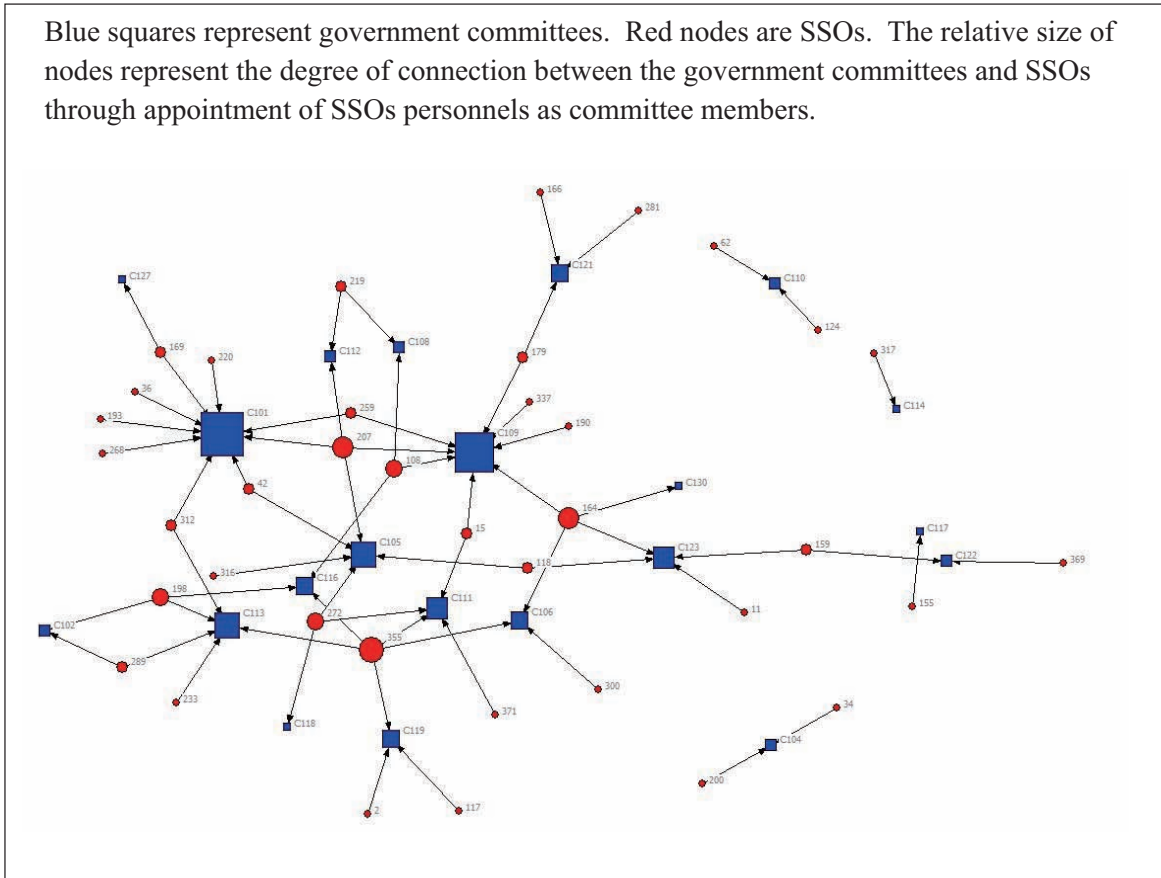 Blue squares represent government committees. Red nodes are SSOs. The relative size of
nodes represent the degree of connection between the government committees and SSOs
through appointment of SSOs personnels as committee members.
166
281
62
C121
C110
C127
219
124
169
C112
C108
179
317
220
36
337
C114
193
C101
259
190
268
207
C109
108
42
C130
164
312
15
C117
C105
118
C123
159
C122
369
316
C116
198
272
C111
C106
11
155
C102
C113
355
289
233
300
371
34
C118
C119
C104
200
2
117